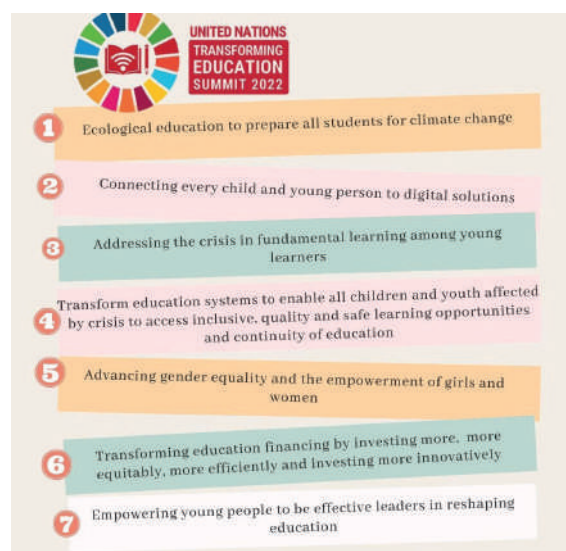 UNITED NATIONS
TRANSFORMING
EDUCATION
SUMMIT 2022
1
Ecological education to prepare all students for climate change
2
Connecting every child and young person to digital solutions
3
Addressing the crisis in fundamental learning among young
learners
Transform education systems to enable all children and youth affected
4
by crisis to access inclusive, quality and safe learning opportunities
and continuity of education
5
Advancing gender equality and the empowerment of girls and
women
6
Transforming education financing by investing more, more
equitably, more efficiently and investing more innovatively
7
Empowering young people to be effective leaders in reshaping
education